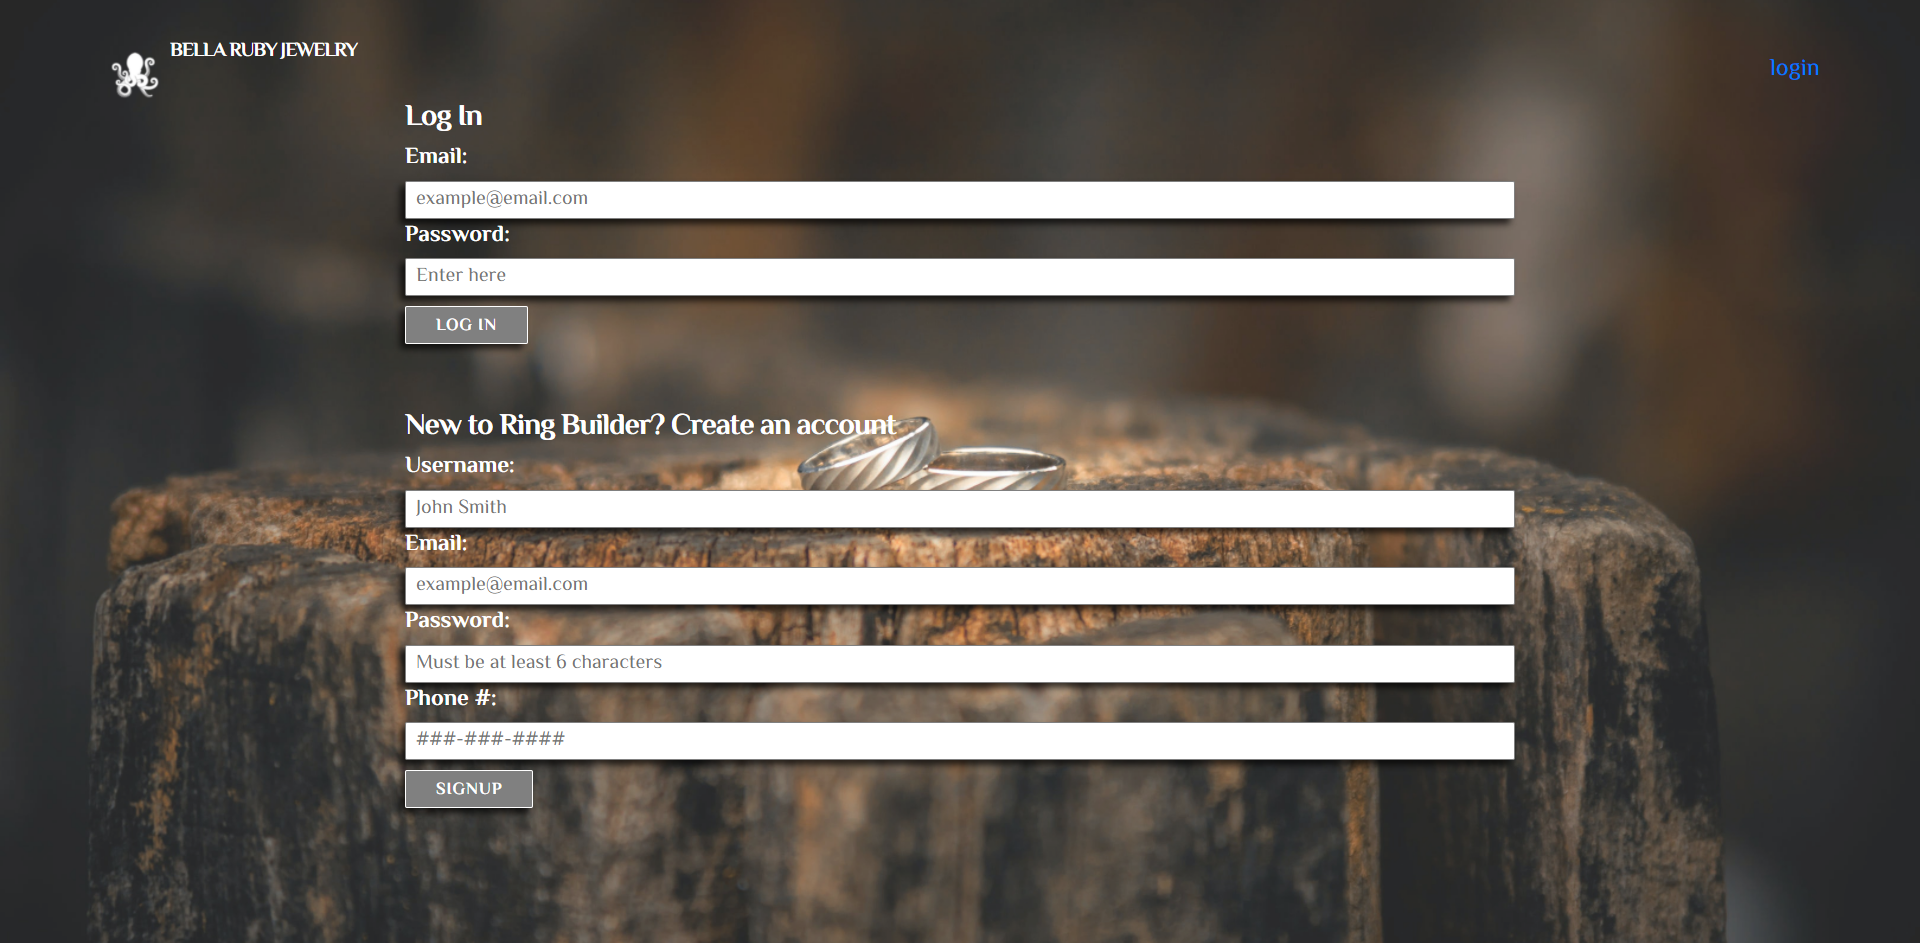 BELLA RUBY JEWELRY
login
Log In
Email:
example@email.com
Password:
Enter here
LOG IN
New to Ring Builder? Create an account
Username:
John Smith
Email:
example@email.com
Password:
Must be at least 6 characters
Phone #:
###-###-####
SIGNUP